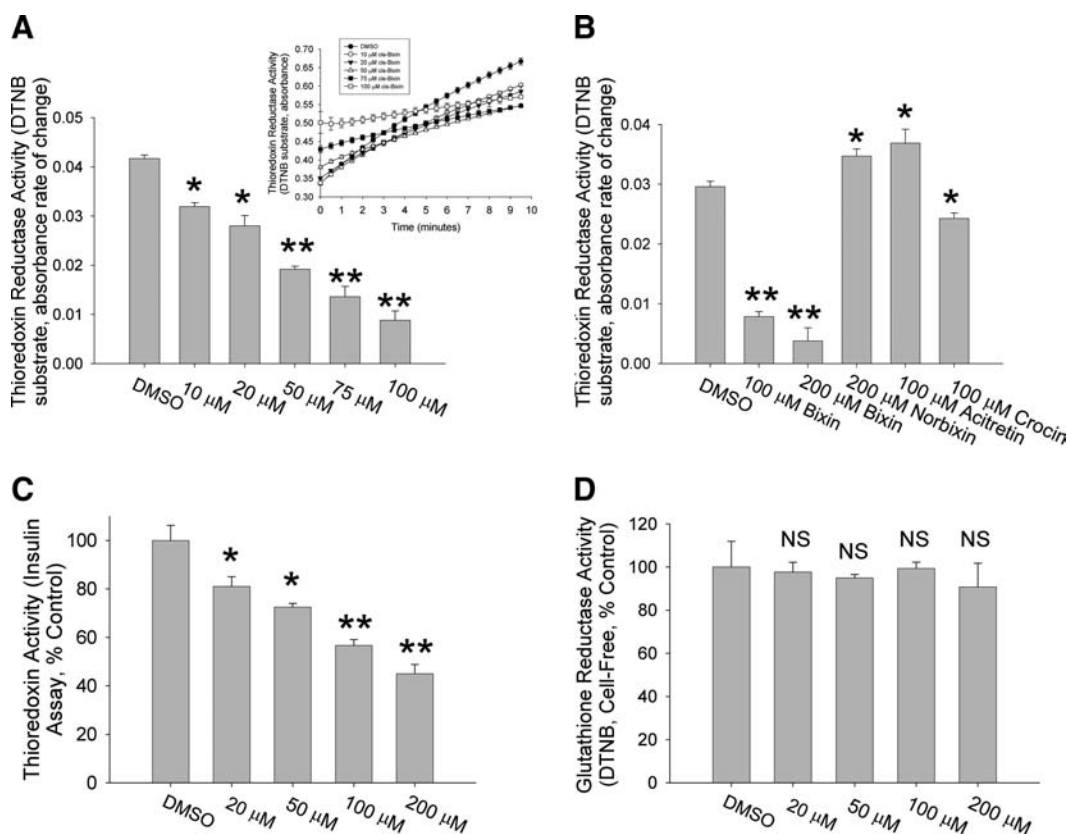 A
Thioredoxin Reductase Activity (DTNB
substrate, absorbance rate of change)
0.05
0.04
0.03
0.02
0.01
0.00
*
*
**
**
**
DMSO
10 μM
20 μM
50 μM
75 μM
100 μM
Thioredoxin Reductase Activity
(DTNB substrate, absorbance)
0.70
0.65
0.60
0.55
0.50
0.45
0.40
0.35
0.30
DMSO
10 μM cis-Bixin
20 μM cis-Bixin
50 μM cis-Bixin
75 μM cis-Bixin
100 μM cis-Bixin
0 1 2 3 4 5 6 7 8 9 10
Time (minutes)
B
Thioredoxin Reductase Activity (DTNB
substrate, absorbance rate of change)
0.04
0.03
0.02
0.01
0.00
**
**
*
*
*
DMSO
100 μM Bixin
200 μM Bixin
200 μM Norbixin
100 μM Acitretin
100 μM Crocin
C
Thioredoxin Activity (Insulin
Assay, % Control)
100
80
60
40
20
0
*
*
**
**
DMSO
20 μM
50 μM
100 μM
200 μM
D
Glutathione Reductase Activity
(DTNB, Cell-Free, % Control)
120
100
80
60
40
20
0
NS
NS
NS
NS
DMSO
20 μM
50 μM
100 μM
200 μM